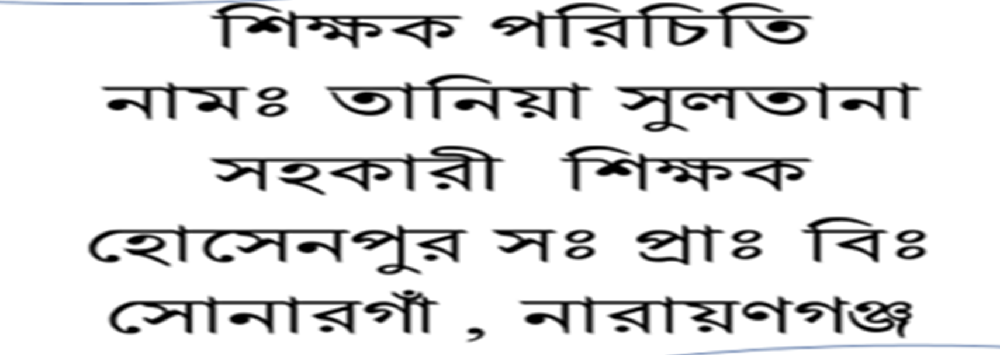 শিক্ষক পরিচিতি
নামঃ তানিয়া সুলতানা
সহকারী শিক্ষক
হোসেনপুর সঃ প্রাঃ বিঃ
সোনারগাঁ , নারায়ণগঞ্জ